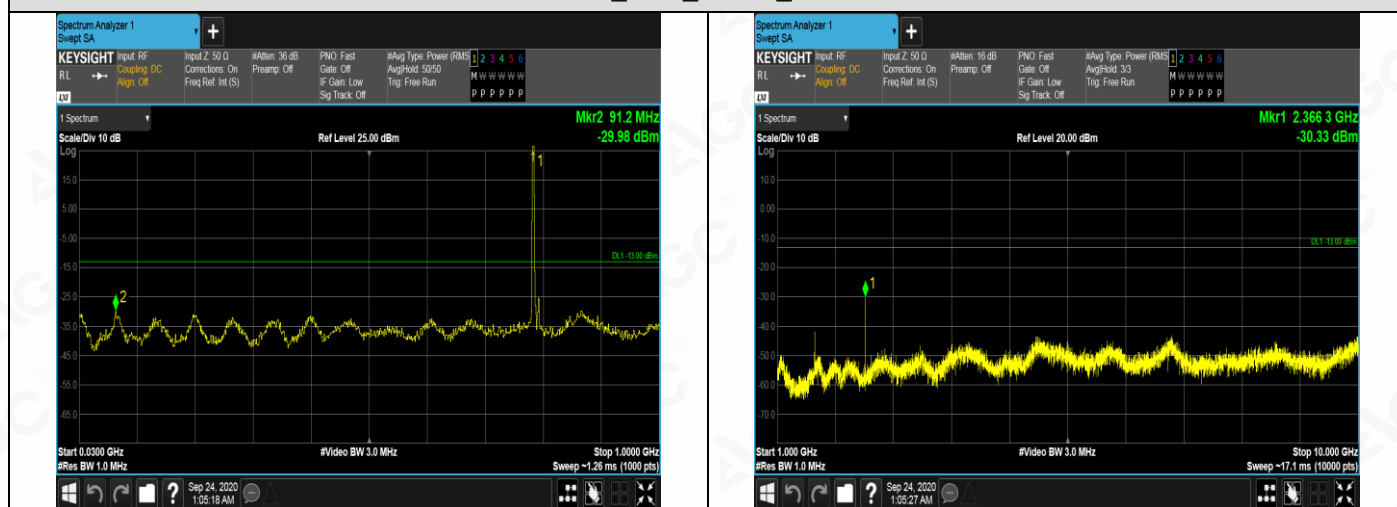 Spectrum Analyzer 1
Swept SA
+
KEYSIGHT
RL
LXI
Input: RF
Coupling: DC
Align: Off
Input Z: 50 Ω
Corrections: On
Freq Ref: Int (S)
#Atten: 36 dB
Preamp: Off
PNO: Fast
Gate: Off
IF Gain: Low
Sig Track: Off
#Avg Type: Power (RMS
Avg|Hold: 50/50
Trig: Free Run
1 2 3 4 5 6
M W W W W W
P P P P P P
1 Spectrum
Scale/Div 10 dB
Log
Ref Level 25.00 dBm
Mkr2 91.2 MHz
-29.98 dBm
15.0
5.00
-5.00
-15.0
-25.0
-35.0
-45.0
-55.0
-65.0
1
2
DL1 -13.00 dBm
Start 0.0300 GHz
#Res BW 1.0 MHz
#Video BW 3.0 MHz
Stop 1.0000 GHz
Sweep ~1.26 ms (1000 pts)
?
Sep 24, 2020
1:05:18 AM
Spectrum Analyzer 1
Swept SA
+
KEYSIGHT
RL
LXI
Input: RF
Coupling: DC
Align: Off
Input Z: 50 Ω
Corrections: On
Freq Ref: Int (S)
#Atten: 16 dB
Preamp: Off
PNO: Fast
Gate: Off
IF Gain: Low
Sig Track: Off
#Avg Type: Power (RMS
Avg|Hold: 3/3
Trig: Free Run
1 2 3 4 5 6
M W W W W W
P P P P P P
1 Spectrum
Scale/Div 10 dB
Log
Ref Level 20.00 dBm
Mkr1 2.366 3 GHz
-30.33 dBm
10.0
0.00
-10.0
-20.0
-30.0
-40.0
-50.0
-60.0
-70.0
1
DL1 -13.00 dBm
Start 1.000 GHz
#Res BW 1.0 MHz
#Video BW 3.0 MHz
Stop 10.000 GHz
Sweep ~17.1 ms (10000 pts)
?
Sep 24, 2020
1:05:27 AM